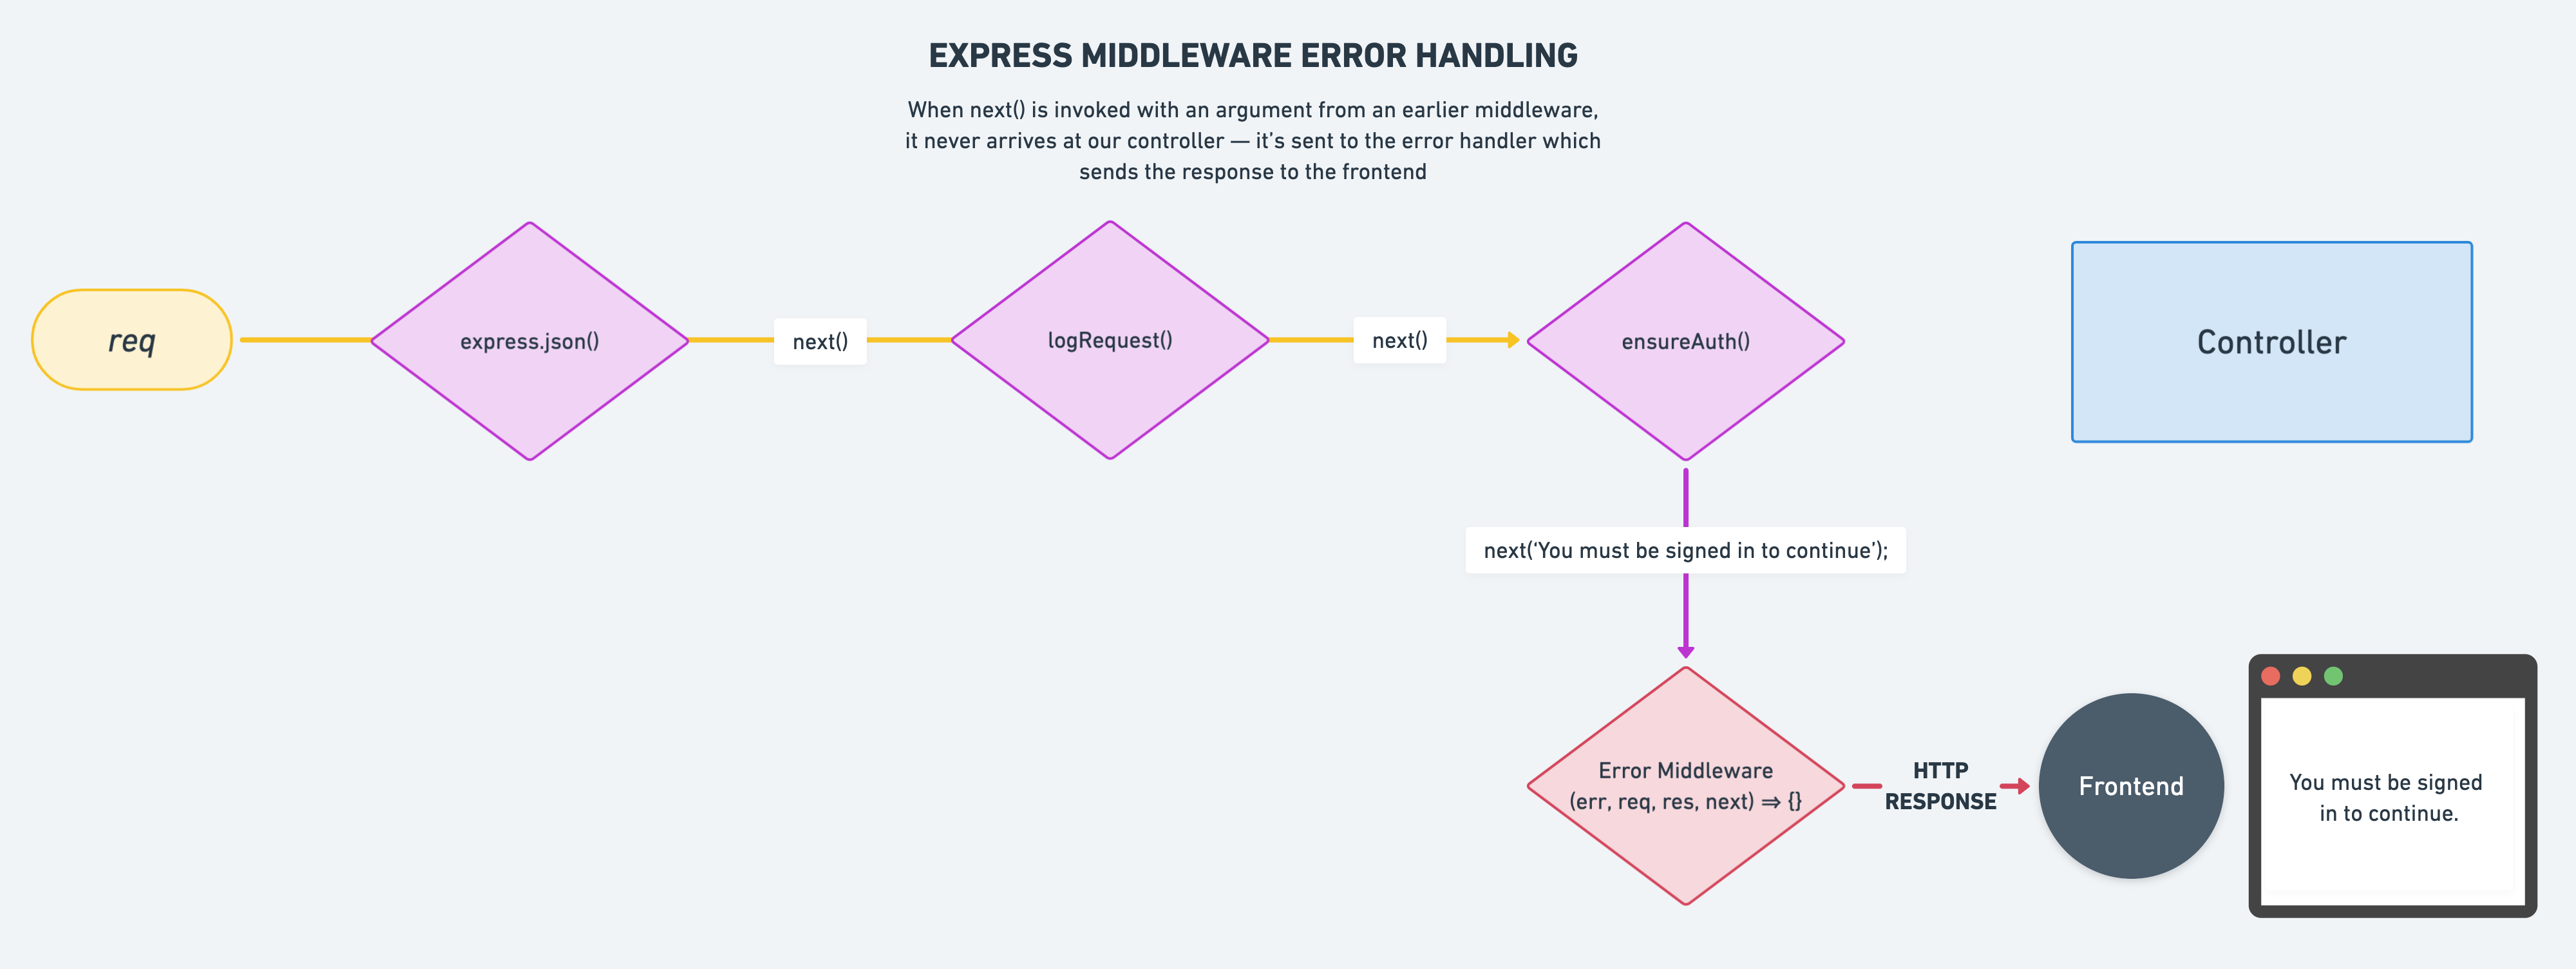 EXPRESS MIDDLEWARE ERROR HANDLING
When next() is invoked with an argument from an earlier middleware,
it never arrives at our controller — it’s sent to the error handler which
sends the response to the frontend
req
express.json()
next()
logRequest()
next()
ensureAuth()
Controller
next(‘You must be signed in to continue’);
Error Middleware
(err, req, res, next) ⇒ {}
HTTP
RESPONSE
Frontend
You must be signed
in to continue.